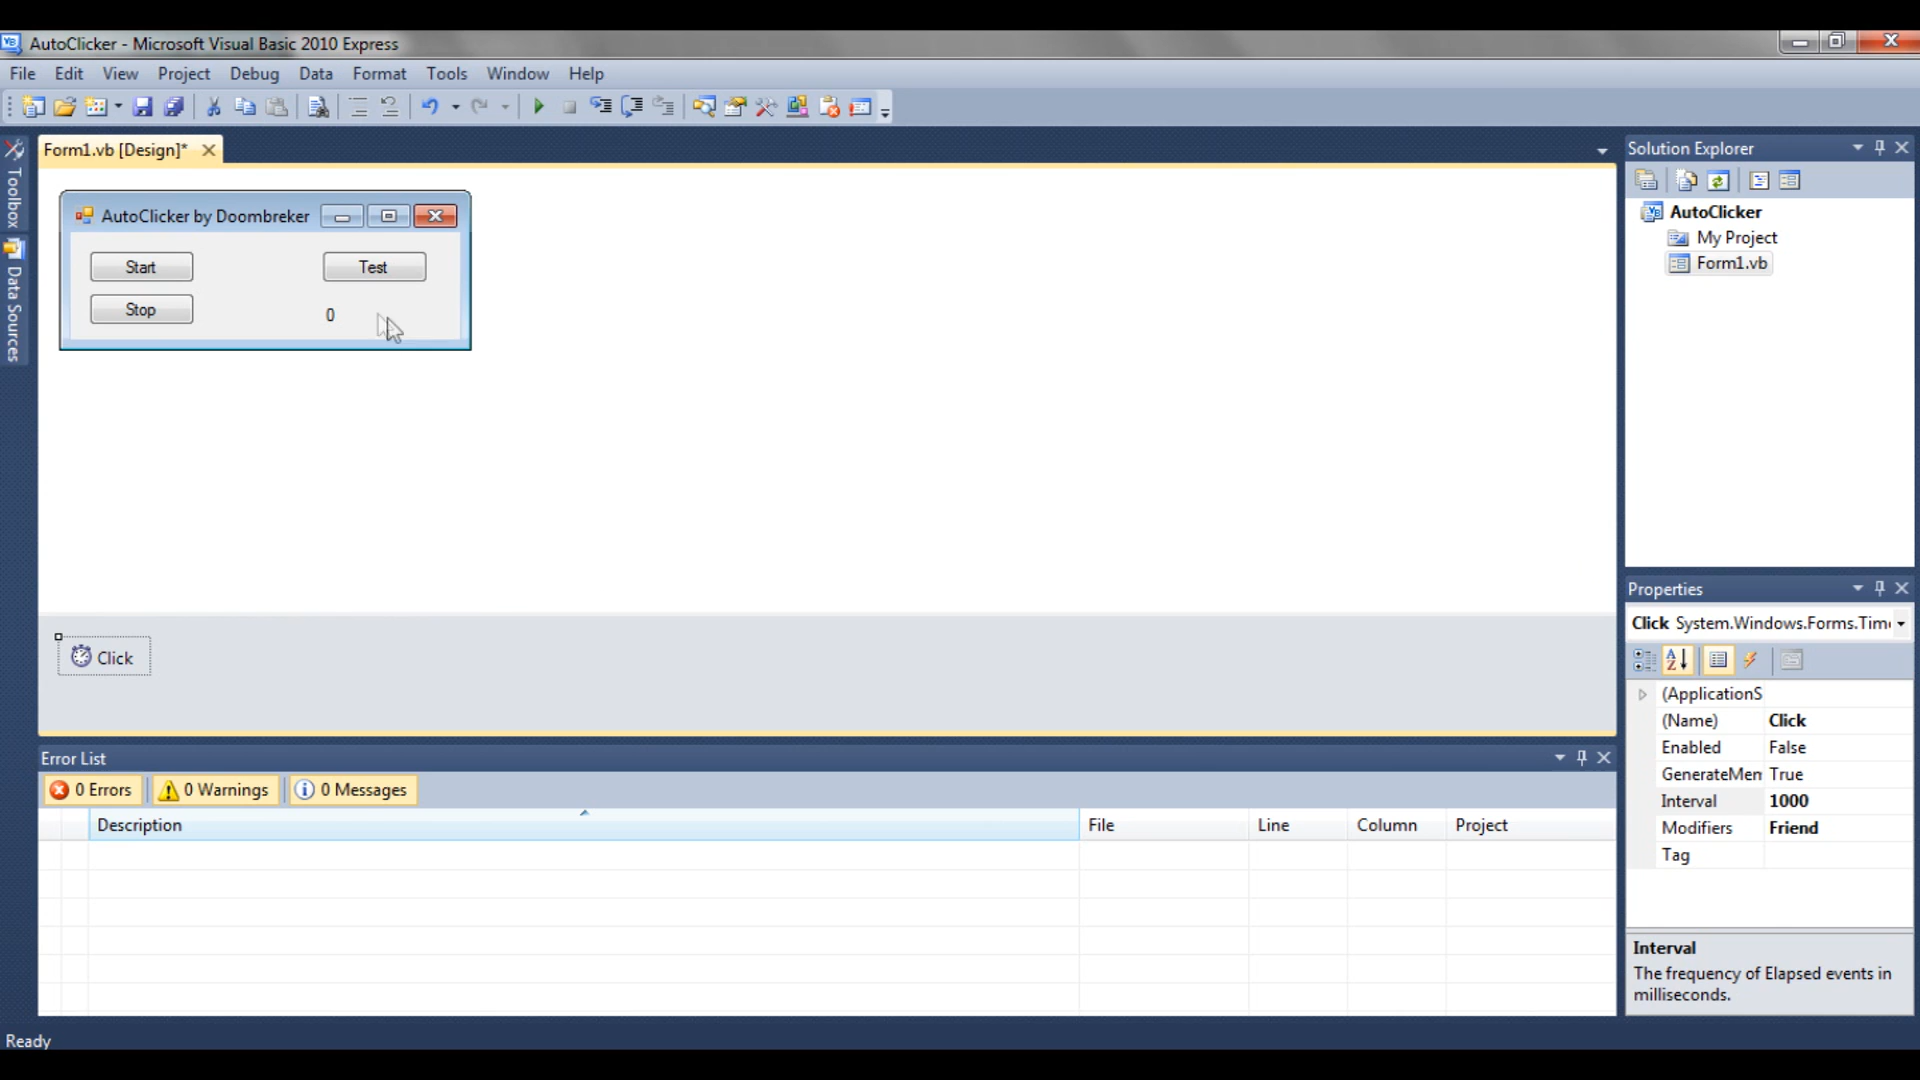 AutoClicker - Microsoft Visual Basic 2010 Express
File Edit View Project Debug Data Format Tools Window Help
Toolbox
Data Sources
Form1.vb [Design]*
AutoClicker by Doombreker
Start
Test
Stop
0
Click
Error List
0 Errors
0 Warnings
0 Messages
Description File Line Column Project
Solution Explorer
AutoClicker
My Project
Form1.vb
Properties
Click System.Windows.Forms.Tim
(ApplicationS
(Name) Click
Enabled False
GenerateMen True
Interval 1000
Modifiers Friend
Tag
Interval
The frequency of Elapsed events in
milliseconds.
Ready